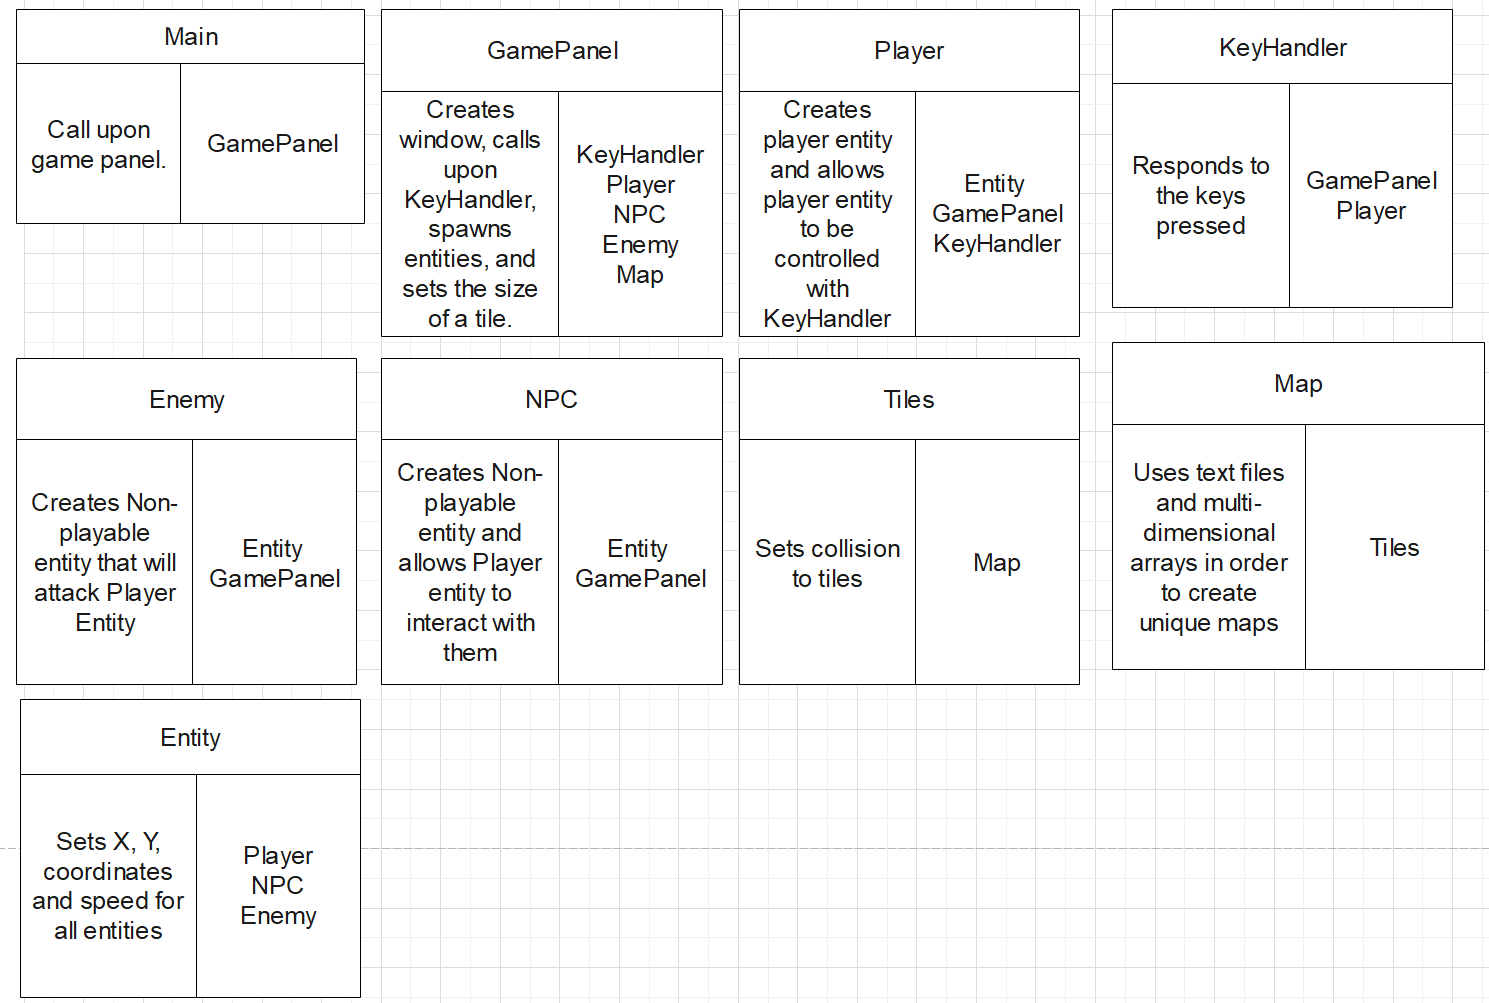 Main
Call upon
game panel.
GamePanel
GamePanel
Creates
window, calls
upon
KeyHandler,
spawns
entities, and
sets the size
of a tile.
KeyHandler
Player
NPC
Enemy
Map
Player
Creates
player entity
and allows
player entity
to be
controlled
with
KeyHandler
Entity
GamePanel
KeyHandler
KeyHandler
Responds to
the keys
pressed
GamePanel
Player
Enemy
Creates Non-
playable
entity that will
attack Player
Entity
Entity
GamePanel
NPC
Creates Non-
playable
entity and
allows Player
entity to
interact with
them
Entity
GamePanel
Tiles
Sets collision
to tiles
Map
Map
Uses text files
and multi-
dimensional
arrays in order
to create
unique maps
Tiles
Entity
Sets X, Y,
coordinates
and speed for
all entities
Player
NPC
Enemy